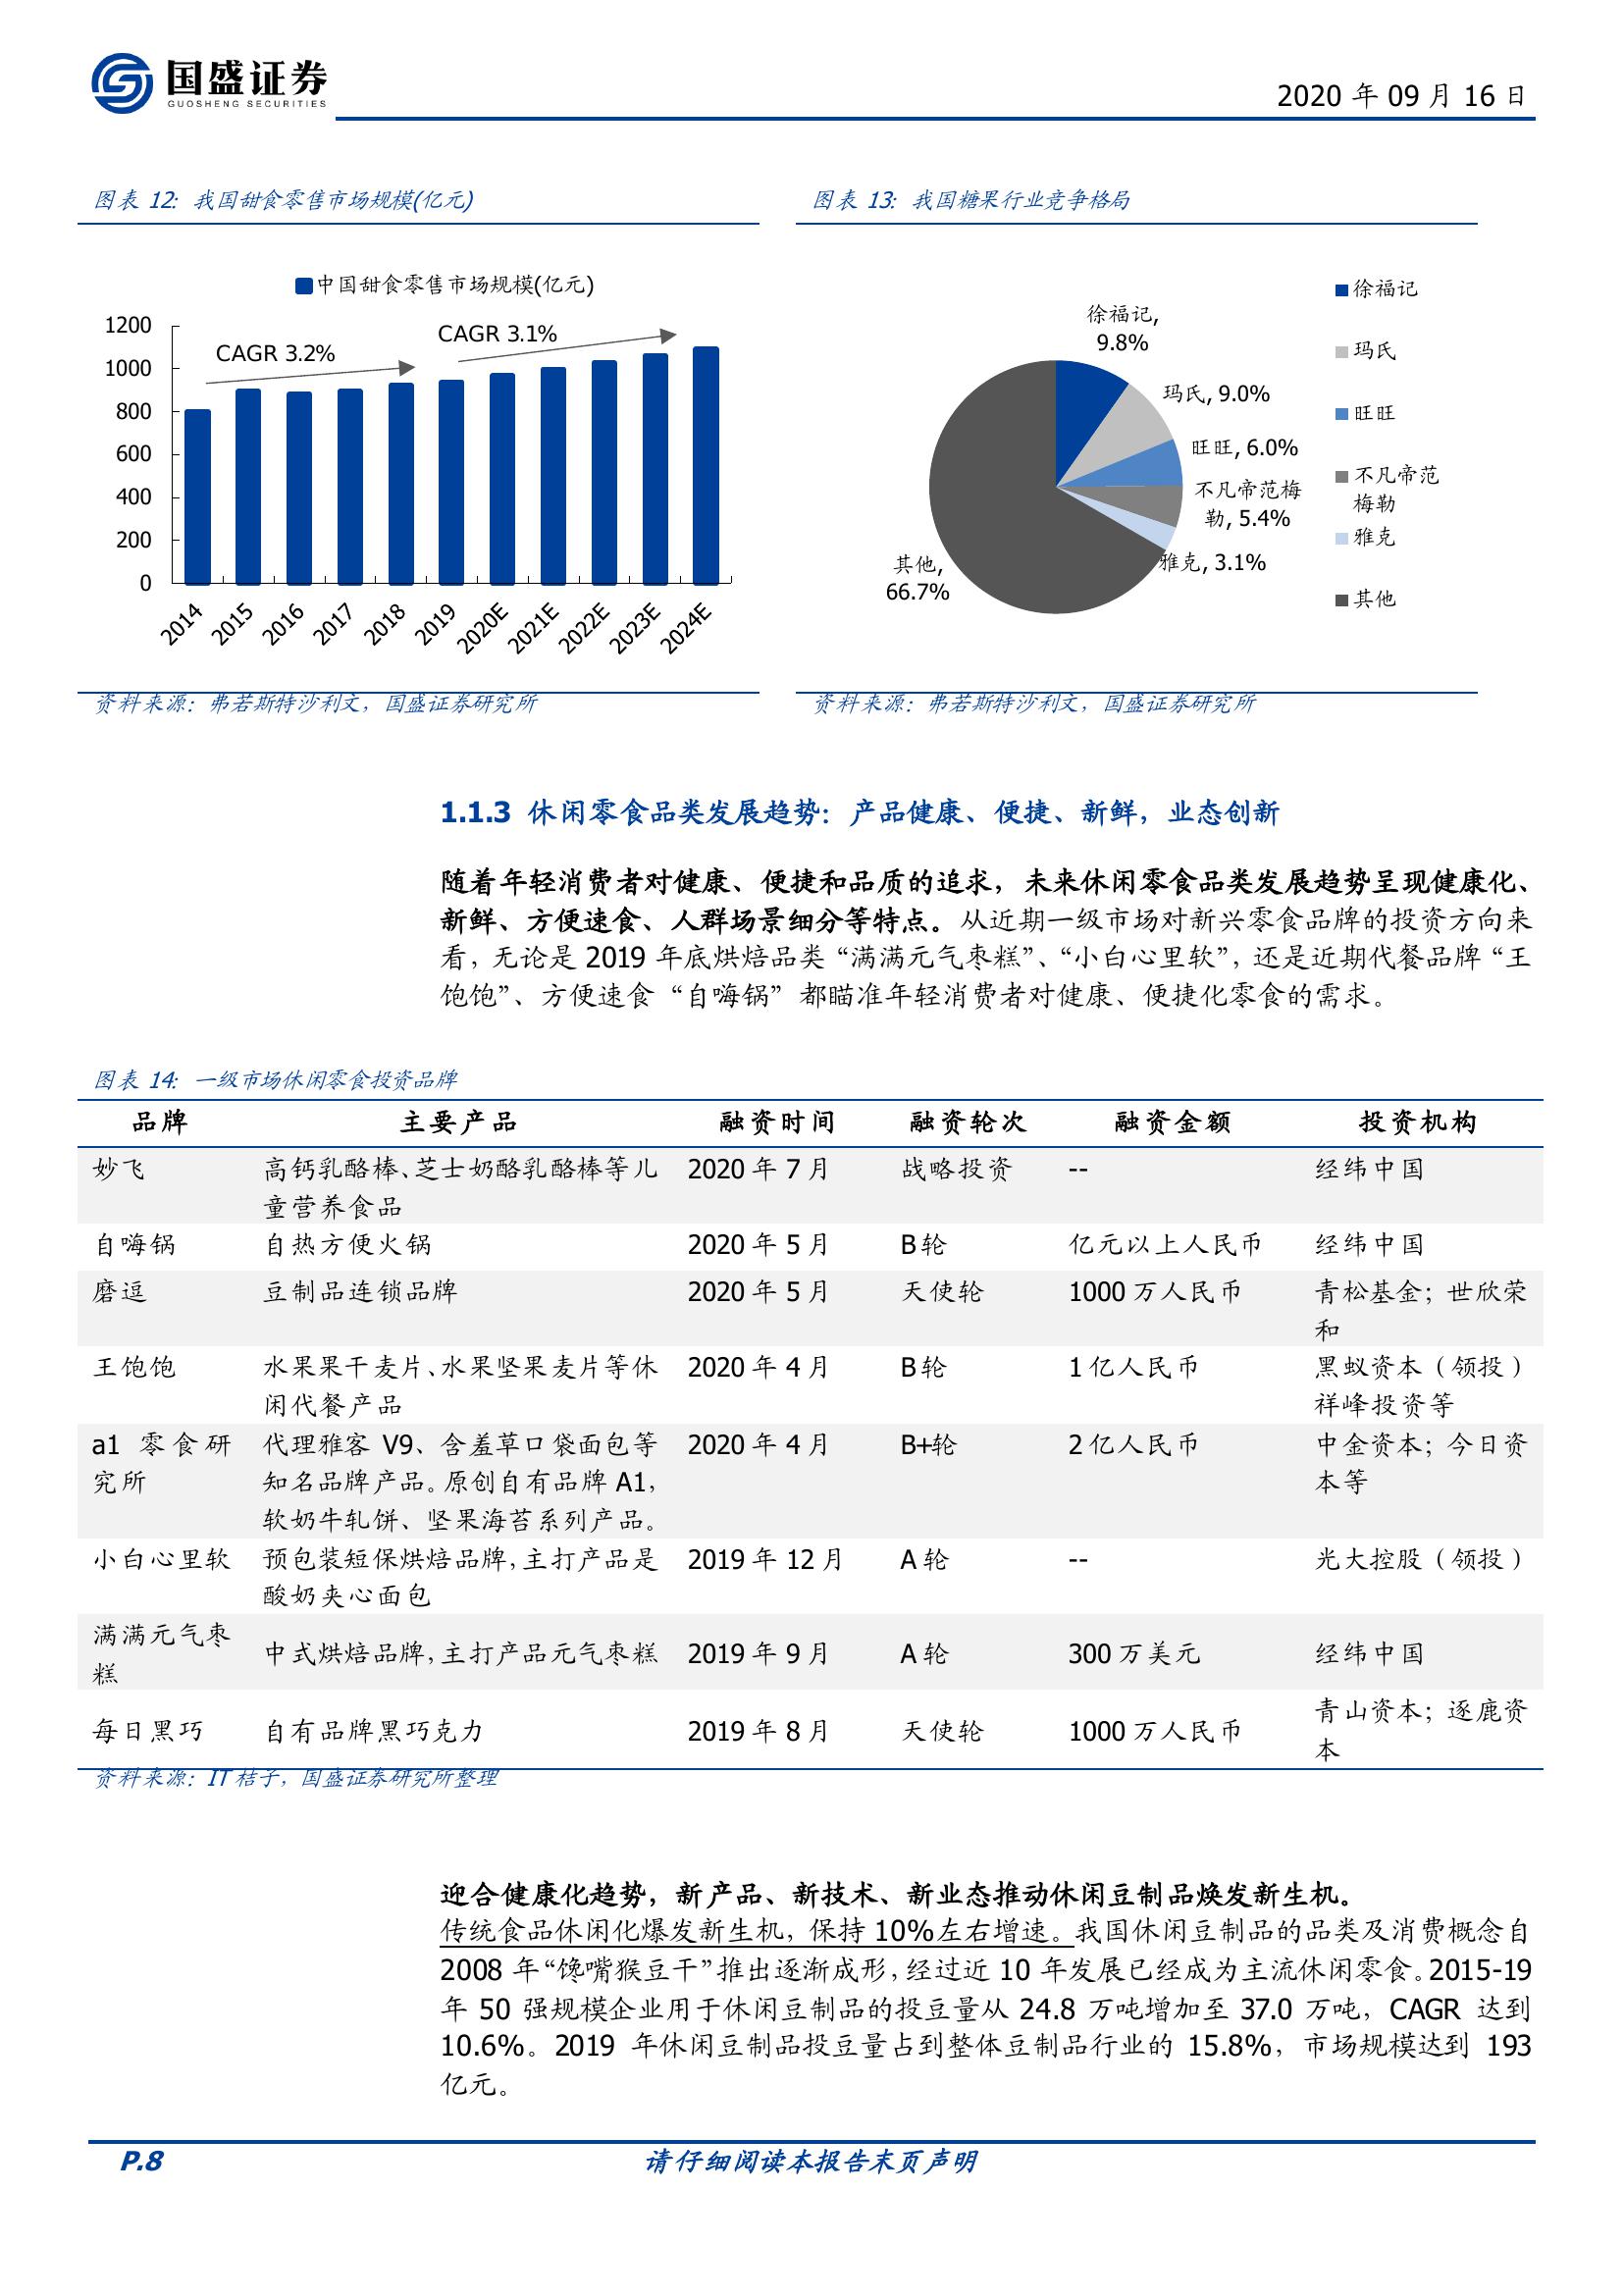 国盛证券
GUOSHENG SECURITIES
2020 年 09 月 16 日
图表 12: 我国甜食零售市场规模(亿元)
中国甜食零售市场规模(亿元)
1200
1000
800
600
400
200
0
CAGR 3.2%
CAGR 3.1%
2014
2015
2016
2017
2018
2019
2020E
2021E
2022E
2023E
2024E
资料来源：弗若斯特沙利文，国盛证券研究所
图表 13: 我国糖果行业竞争格局
徐福记,
9.8%
玛氏, 9.0%
旺旺, 6.0%
不凡帝范梅
勒, 5.4%
雅克, 3.1%
其他,
66.7%
徐福记
玛氏
旺旺
不凡帝范
梅勒
雅克
其他
资料来源：弗若斯特沙利文，国盛证券研究所
1.1.3 休闲零食品类发展趋势：产品健康、便捷、新鲜，业态创新
随着年轻消费者对健康、便捷和品质的追求，未来休闲零食品类发展趋势呈现健康化、
新鲜、方便速食、人群场景细分等特点。从近期一级市场对新兴零食品牌的投资方向来
看，无论是 2019 年底烘焙品类“满满元气枣糕”、“小白心里软”，还是近期代餐品牌“王
饱饱”、方便速食“自嗨锅”都瞄准年轻消费者对健康、便捷化零食的需求。
图表 14: 一级市场休闲零食投资品牌
品牌 主要产品 融资时间 融资轮次 融资金额 投资机构
妙飞 高钙乳酪棒、芝士奶酪乳酪棒等儿 2020 年 7 月 战略投资 -- 经纬中国
童营养食品
自嗨锅 自热方便火锅 2020 年 5 月 B 轮 亿元以上人民币 经纬中国
磨逗 豆制品连锁品牌 2020 年 5 月 天使轮 1000 万人民币 青松基金；世欣荣
和
王饱饱 水果果干麦片、水果坚果麦片等休 2020 年 4 月 B 轮 1 亿人民币 黑蚁资本（领投）
闲代餐产品 祥峰投资等
a1 零食研 代理雅客 V9、含羞草口袋面包等 2020 年 4 月 B+轮 2 亿人民币 中金资本；今日资
究所 知名品牌产品。原创自有品牌 A1， 本等
软奶牛轧饼、坚果海苔系列产品。
小白心里软 预包装短保烘焙品牌，主打产品是 2019 年 12 月 A 轮 -- 光大控股（领投）
酸奶夹心面包
满满元气枣
糕 中式烘焙品牌，主打产品元气枣糕 2019 年 9 月 A 轮 300 万美元 经纬中国
每日黑巧 自有品牌黑巧克力 2019 年 8 月 天使轮 1000 万人民币 青山资本；逐鹿资
本
资料来源：IT 桔子，国盛证券研究所整理
迎合健康化趋势，新产品、新技术、新业态推动休闲豆制品焕发新生机。
传统食品休闲化爆发新生机，保持 10%左右增速。我国休闲豆制品的品类及消费概念自
2008 年“馋嘴猴豆干”推出逐渐成形，经过近 10 年发展已经成为主流休闲零食。2015-19
年 50 强规模企业用于休闲豆制品的投豆量从 24.8 万吨增加至 37.0 万吨，CAGR 达到
10.6%。2019 年休闲豆制品投豆量占到整体豆制品行业的 15.8%，市场规模达到 193
亿元。
P.8 请仔细阅读本报告末页声明